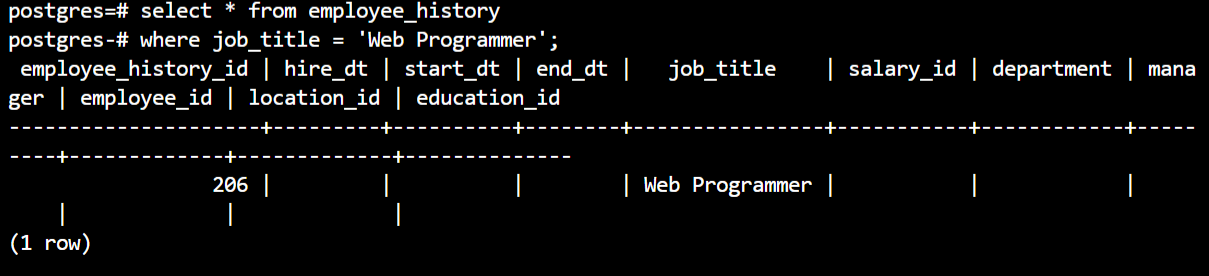 postgres=# select * from employee_history
postgres-# where job_title = 'Web Programmer';
 employee_history_id | hire_dt | start_dt | end_dt |   job_title    | salary_id | department | mana
ger | employee_id | location_id | education_id
---------------------+---------+----------+--------+----------------+-----------+------------+-----
----+-------------+-------------+--------------
                 206 |         |          |        | Web Programmer |           |            |
    |             |             |
(1 row)